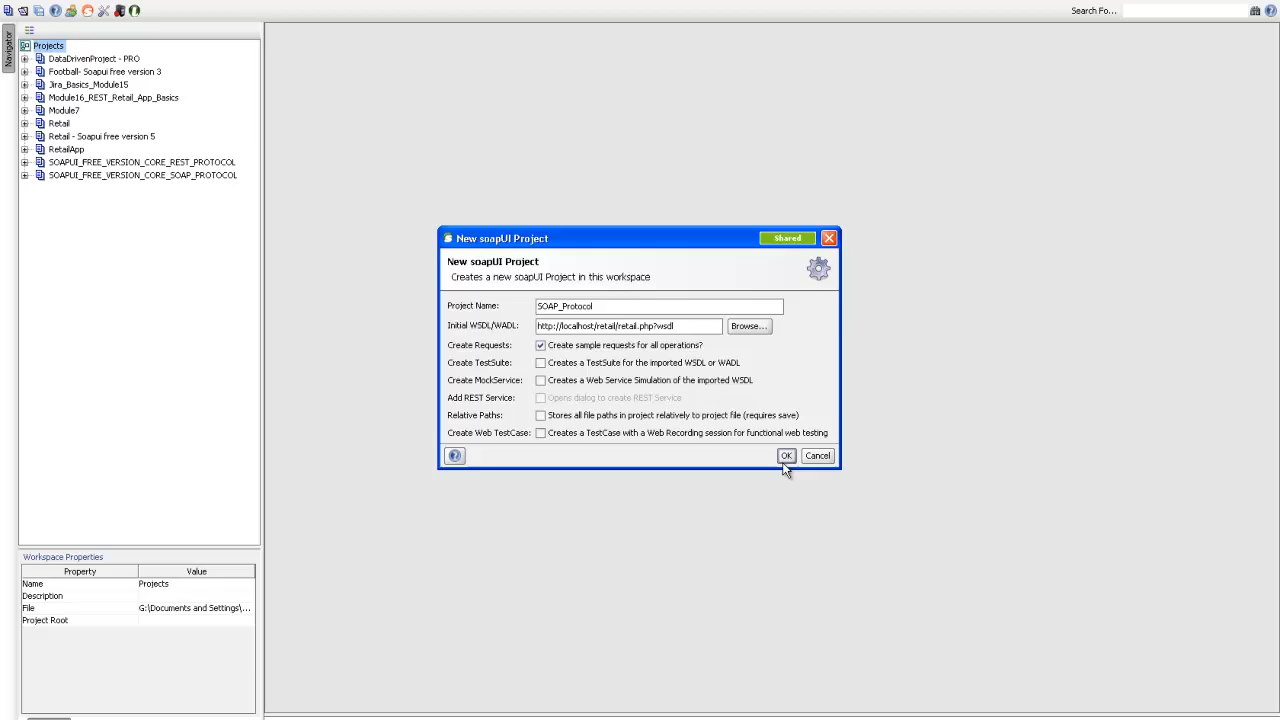 Search Fo...
Navigator
Projects
DataDrivenProject - PRO
Football- Soapui free version 3
Jira_Basics_Module15
Module16_REST_Retail_App_Basics
Module7
Retail
Retail - Soapui free version 5
RetailApp
SOAPUI_FREE_VERSION_CORE_REST_PROTOCOL
SOAPUI_FREE_VERSION_CORE_SOAP_PROTOCOL
New soapUI Project Shared
New soapUI Project
Creates a new soapUI Project in this workspace
Project Name: SOAP_Protocol
Initial WSDL/WADL: http://localhost/retail/retail.php?wsdl Browse...
Create Requests: Create sample requests for all operations?
Create TestSuite: Creates a TestSuite for the imported WSDL or WADL
Create MockService: Creates a Web Service Simulation of the imported WSDL
Add REST Service: Opens dialog to create REST Service
Relative Paths: Stores all file paths in project relatively to project file (requires save)
Create Web TestCase: Creates a TestCase with a Web Recording session for functional web testing
OK Cancel
Workspace Properties
Property Value
Name Projects
Description
File G:\Documents and Settings\...
Project Root